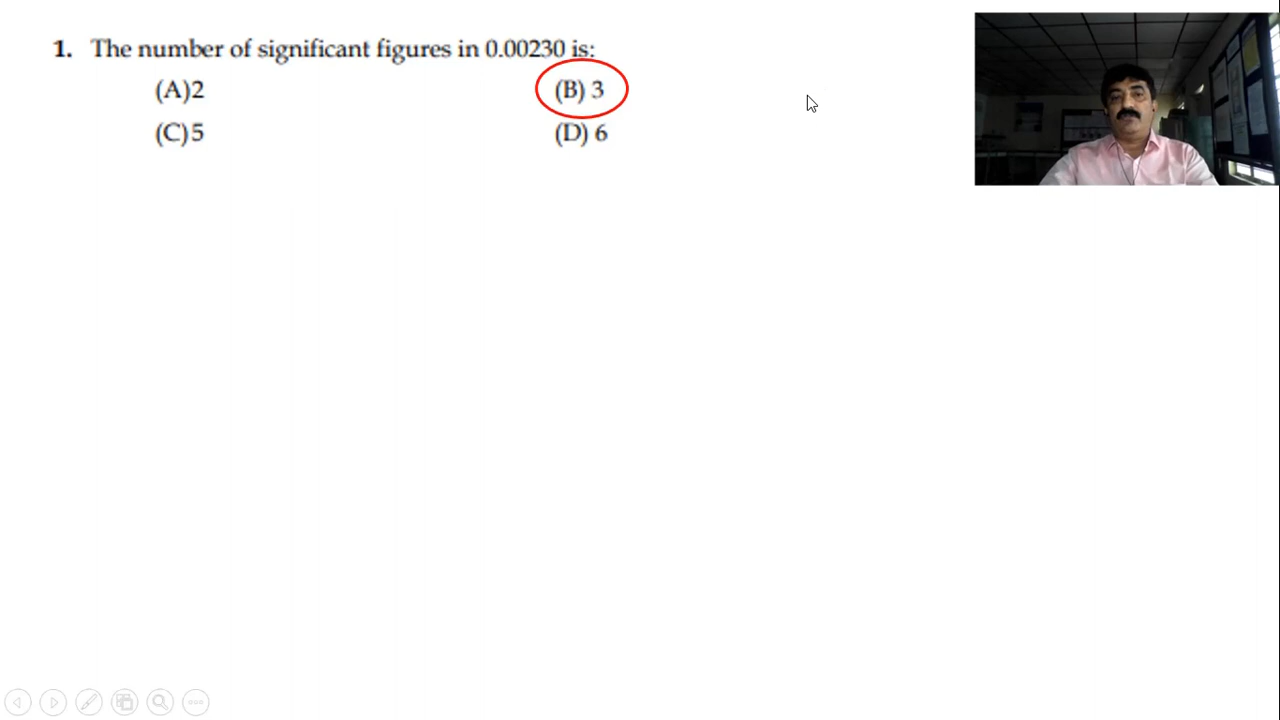 1. The number of significant figures in 0.00230 is:
(A)2 (B) 3
(C)5 (D) 6